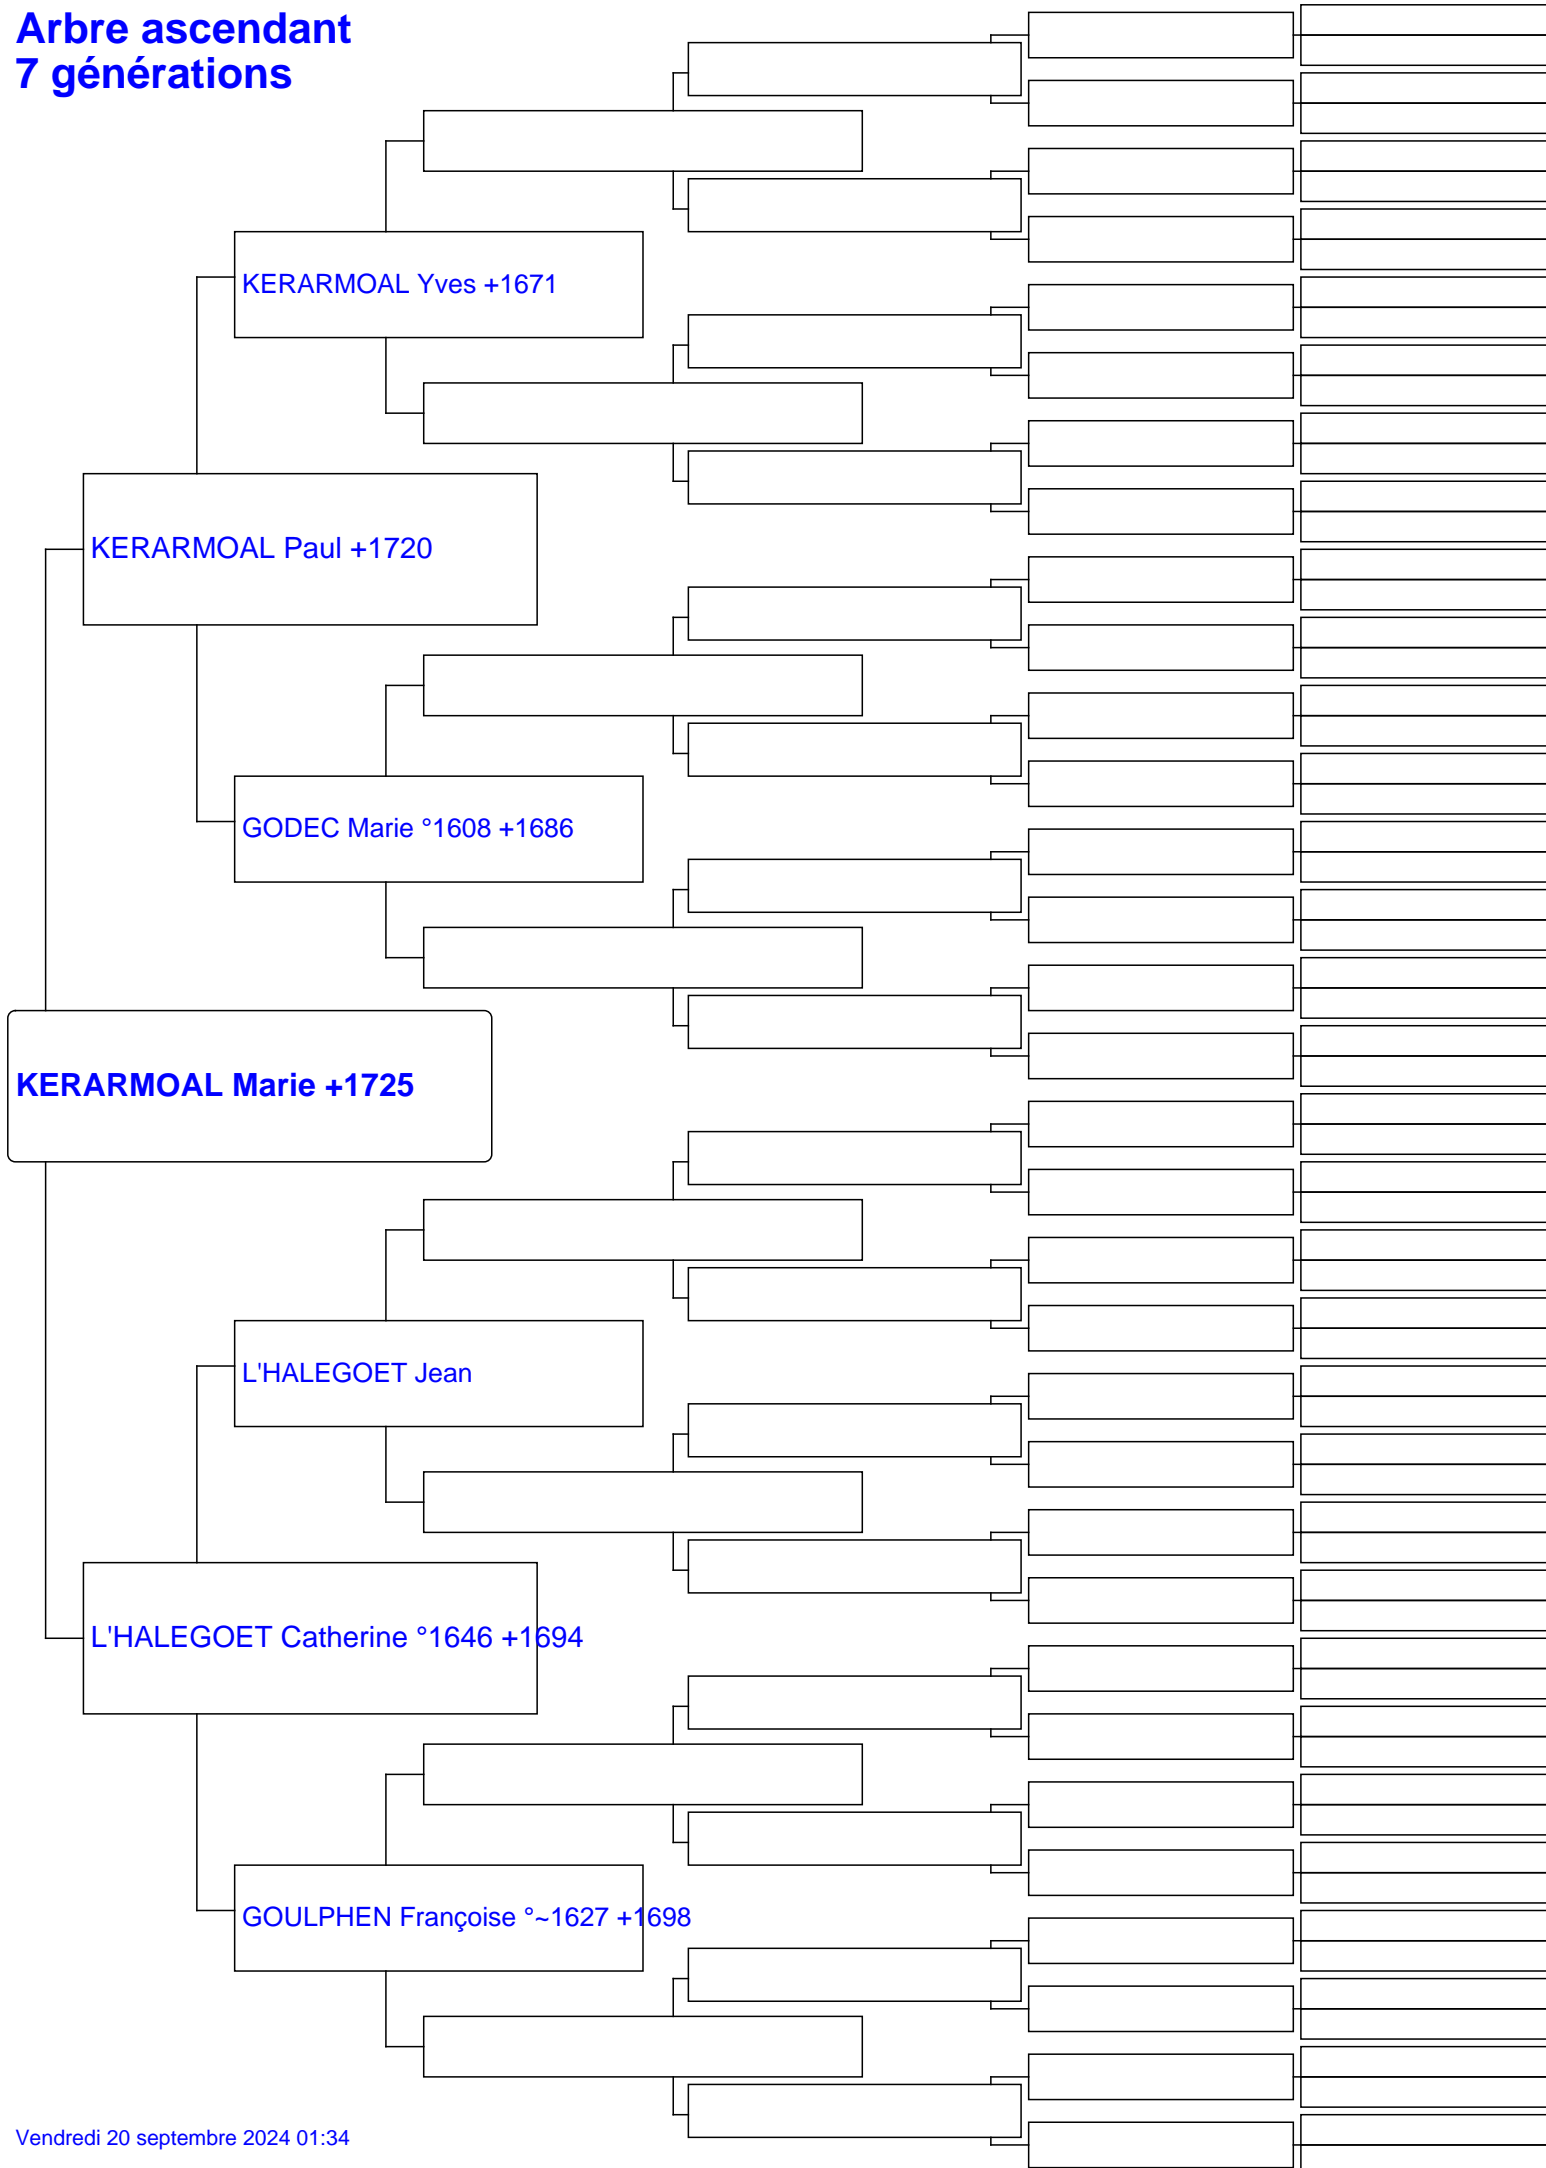 Arbre ascendant
7 générations
KERARMOAL Yves +1671
KERARMOAL Paul +1720
GODEC Marie °1608 +1686
KERARMOAL Marie +1725
L'HALEGOET Jean
L'HALEGOET Catherine °1646 +1694
GOULPHEN Françoise °~1627 +1698
Vendredi 20 septembre 2024 01:34